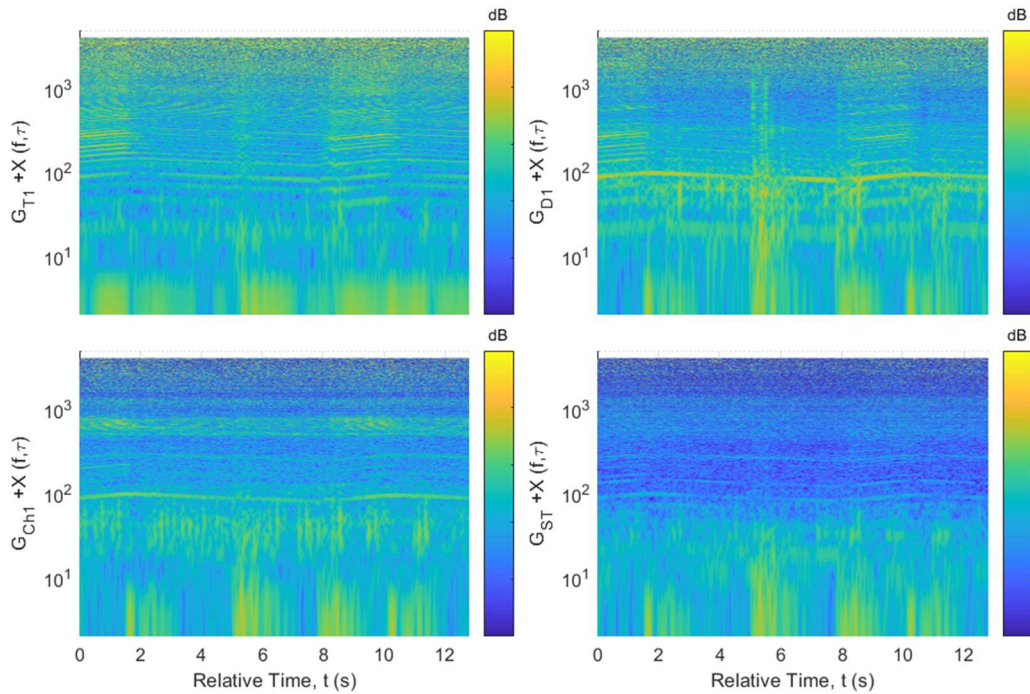 dB
dB
10³
10²
10¹
G_T1 +X (f,τ)
10³
10²
10¹
G_D1 +X (f,τ)
dB
dB
10³
10²
10¹
G_Ch1 +X (f,τ)
10³
10²
10¹
G_ST +X (f,τ)
0 2 4 6 8 10 12
0 2 4 6 8 10 12
Relative Time, t (s)
Relative Time, t (s)